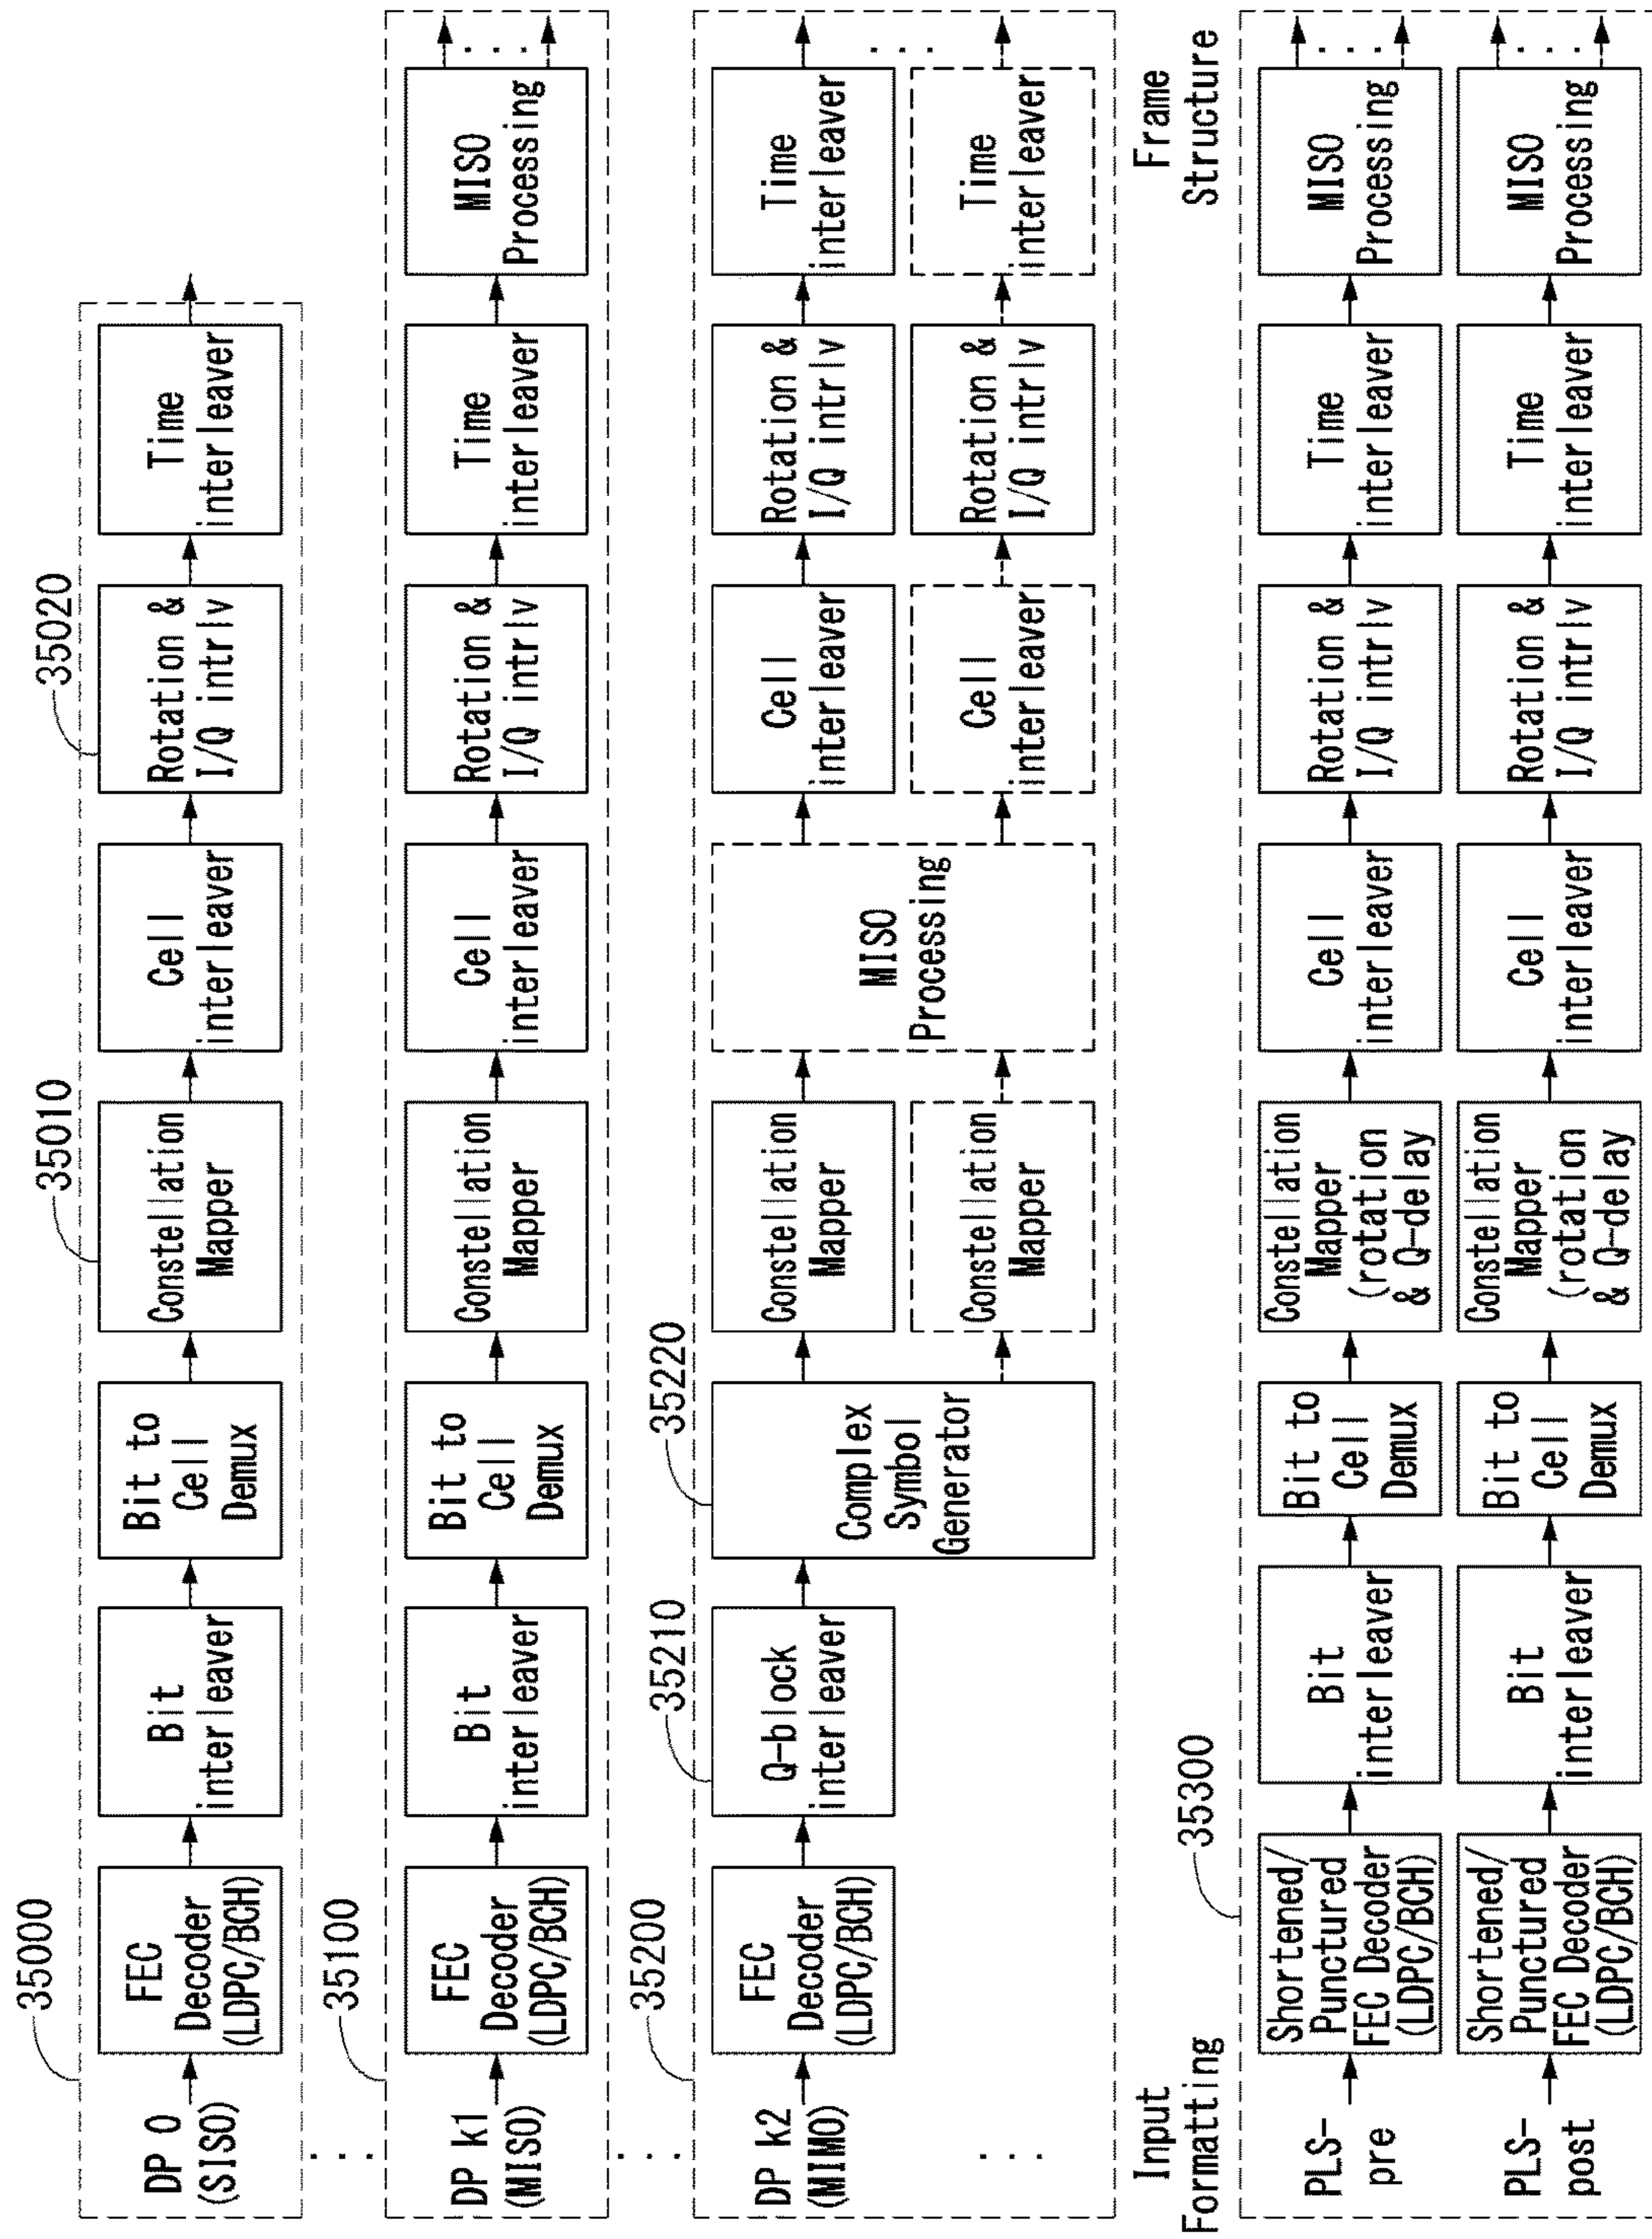 35000
35010
35020
DP 0
(SISO)
FEC
Decoder
(LDPC/BCH)
Bit
interleaver
Bit to
Cell
Demux
Constellation
Mapper
Cell
interleaver
Rotation &
I/Q intrlv
Time
interleaver
. . .
35100
DP k1
(MISO)
FEC
Decoder
(LDPC/BCH)
Bit
interleaver
Bit to
Cell
Demux
Constellation
Mapper
Cell
interleaver
Rotation &
I/Q intrlv
Time
interleaver
MISO
Processing
. . .
. . .
35200
35210
35220
DP k2
(MIMO)
FEC
Decoder
(LDPC/BCH)
Q-block
interleaver
Complex
Symbol
Generator
Constellation
Mapper
Constellation
Mapper
MISO
Processing
Cell
interleaver
Cell
interleaver
Rotation &
I/Q intrlv
Rotation &
I/Q intrlv
Time
interleaver
Time
interleaver
. . .
. . .
Input
Formatting
Frame
Structure
35300
PLS-
pre
Shortened/
Punctured
FEC Decoder
(LDPC/BCH)
Bit
interleaver
Bit to
Cell
Demux
Constellation
Mapper
(rotation
& Q-delay
Cell
interleaver
Rotation &
I/Q intrlv
Time
interleaver
MISO
Processing
. . .
PLS-
post
Shortened/
Punctured
FEC Decoder
(LDPC/BCH)
Bit
interleaver
Bit to
Cell
Demux
Constellation
Mapper
(rotation
& Q-delay
Cell
interleaver
Rotation &
I/Q intrlv
Time
interleaver
MISO
Processing
. . .